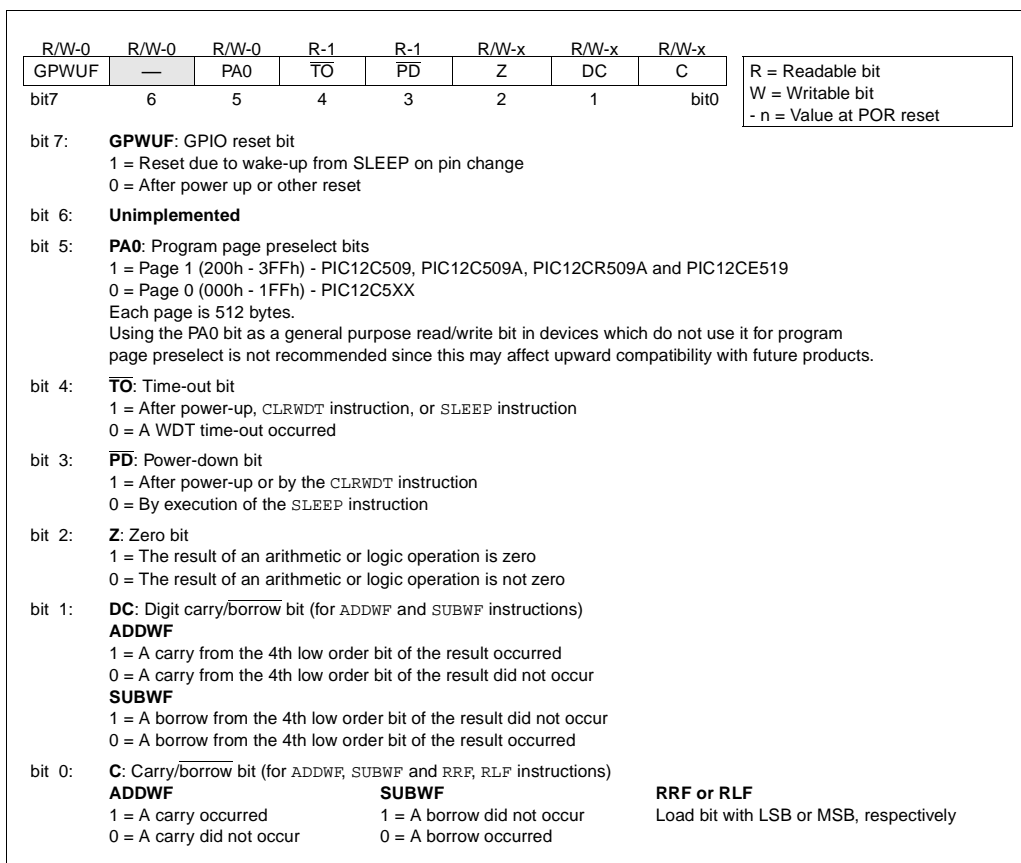 R/W-0 R/W-0 R/W-0 R-1 R-1 R/W-x R/W-x R/W-x
GPWUF — PA0 T̅O̅ P̅D̅ Z DC C
bit7 6 5 4 3 2 1 bit0
R = Readable bit
W = Writable bit
- n = Value at POR reset
bit 7: GPWUF: GPIO reset bit
1 = Reset due to wake-up from SLEEP on pin change
0 = After power up or other reset
bit 6: Unimplemented
bit 5: PA0: Program page preselect bits
1 = Page 1 (200h - 3FFh) - PIC12C509, PIC12C509A, PIC12CR509A and PIC12CE519
0 = Page 0 (000h - 1FFh) - PIC12C5XX
Each page is 512 bytes.
Using the PA0 bit as a general purpose read/write bit in devices which do not use it for program
page preselect is not recommended since this may affect upward compatibility with future products.
bit 4: T̅O̅: Time-out bit
1 = After power-up, CLRWDT instruction, or SLEEP instruction
0 = A WDT time-out occurred
bit 3: P̅D̅: Power-down bit
1 = After power-up or by the CLRWDT instruction
0 = By execution of the SLEEP instruction
bit 2: Z: Zero bit
1 = The result of an arithmetic or logic operation is zero
0 = The result of an arithmetic or logic operation is not zero
bit 1: DC: Digit carry/b̅o̅r̅r̅o̅w̅ bit (for ADDWF and SUBWF instructions)
ADDWF
1 = A carry from the 4th low order bit of the result occurred
0 = A carry from the 4th low order bit of the result did not occur
SUBWF
1 = A borrow from the 4th low order bit of the result did not occur
0 = A borrow from the 4th low order bit of the result occurred
bit 0: C: Carry/b̅o̅r̅r̅o̅w̅ bit (for ADDWF, SUBWF and RRF, RLF instructions)
ADDWF SUBWF RRF or RLF
1 = A carry occurred 1 = A borrow did not occur Load bit with LSB or MSB, respectively
0 = A carry did not occur 0 = A borrow occurred